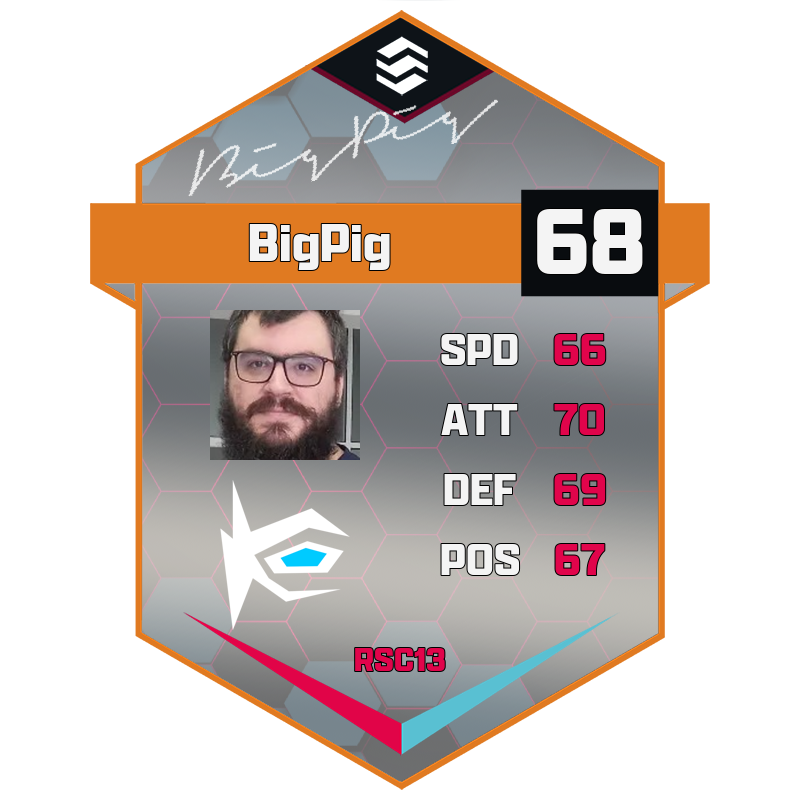 BigPig
BigPig 68
SPD 66
ATT 70
DEF 69
POS 67
RSC13